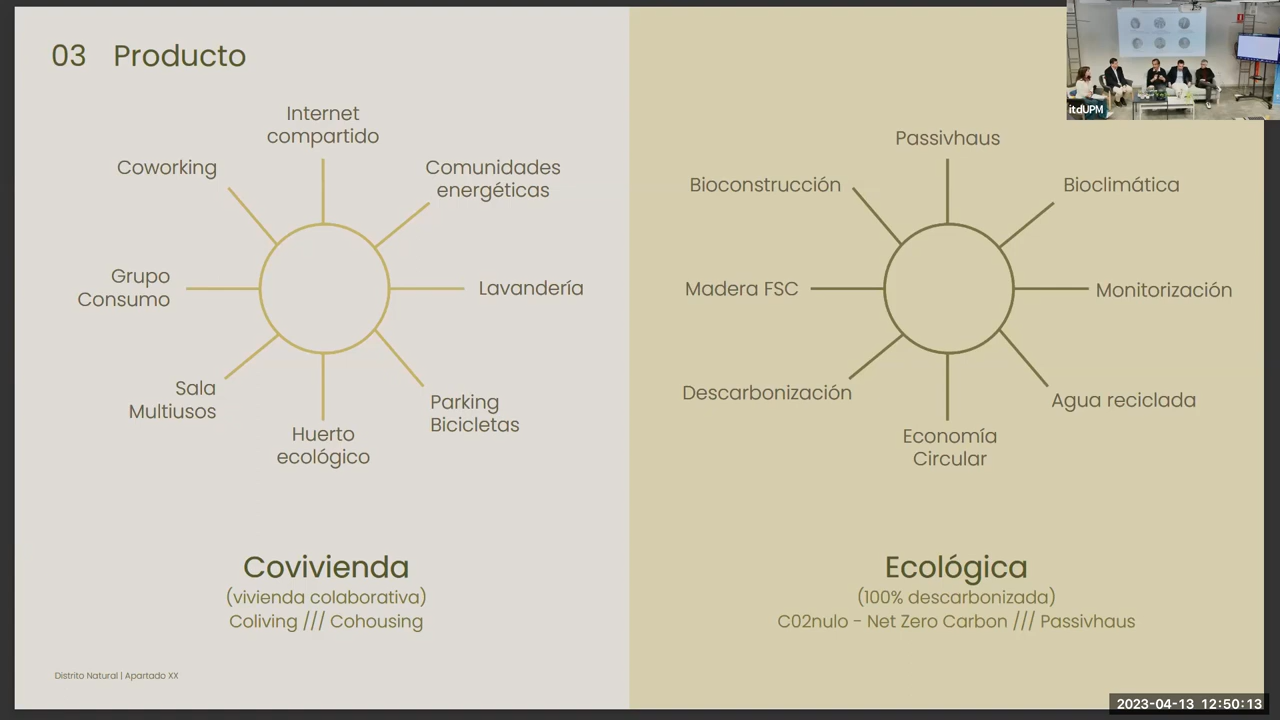 03 Producto
Internet
compartido
Coworking
Comunidades
energéticas
Grupo
Consumo
Lavandería
Sala
Multiusos
Parking
Bicicletas
Huerto
ecológico
Covivienda
(vivienda colaborativa)
Coliving /// Cohousing
Distrito Natural | Apartado XX
Passivhaus
Bioconstrucción
Bioclimática
Madera FSC
Monitorización
Descarbonización
Agua reciclada
Economía
Circular
Ecológica
(100% descarbonizada)
C02nulo - Net Zero Carbon /// Passivhaus
itdUPM
2023-04-13 12:50:13